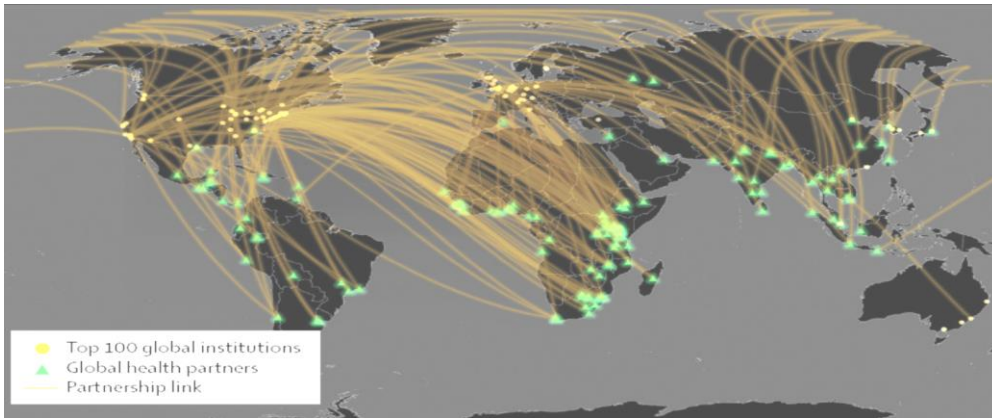 Top 100 global institutions
Global health partners
Partnership link